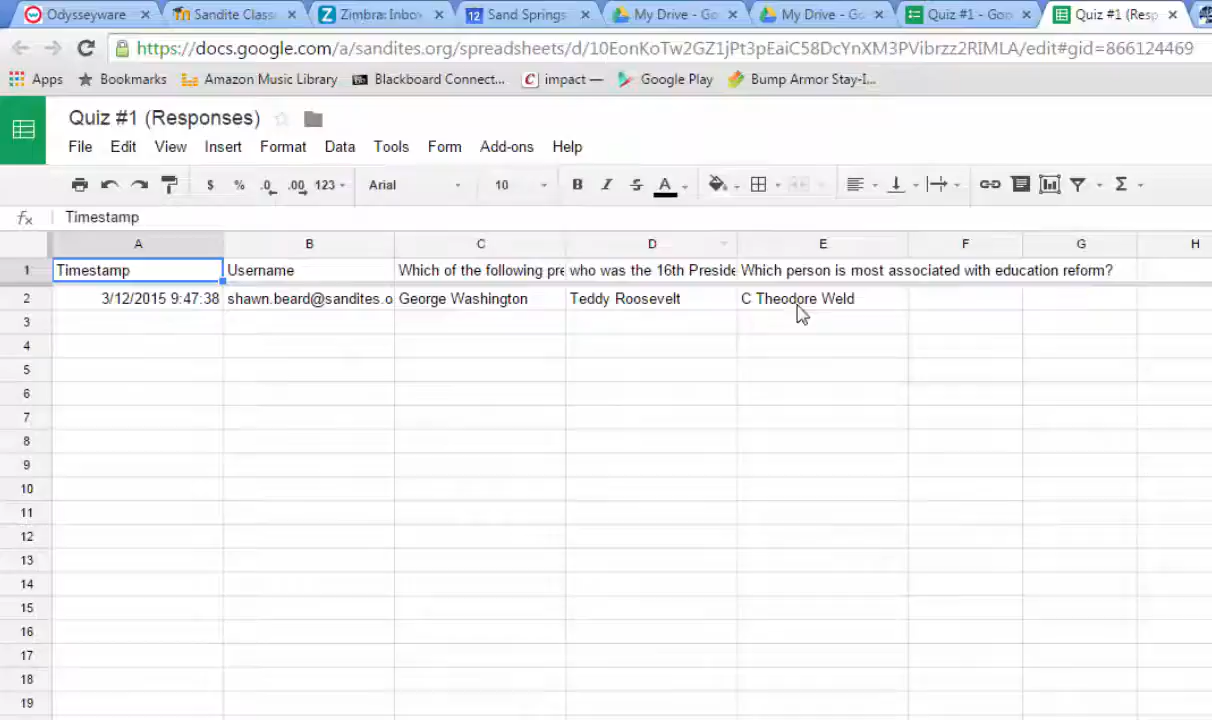 Odysseyware Sandite Class Zimbra: Inbox Sand Springs My Drive - Go My Drive - Go Quiz #1 - Goo Quiz #1 (Resp
https://docs.google.com/a/sandites.org/spreadsheets/d/10EonKoTw2GZ1jPt3pEaiC58DcYnXM3PVibrzz2RIMLA/edit#gid=866124469
Apps Bookmarks Amazon Music Library Blackboard Connect... impact — Google Play Bump Armor Stay-I...
Quiz #1 (Responses)
File Edit View Insert Format Data Tools Form Add-ons Help
$ % .0 .00 123 Arial 10 B I S A Σ
fx Timestamp
A B C D E F G H
1 Timestamp Username Which of the following pre who was the 16th Preside Which person is most associated with education reform?
2 3/12/2015 9:47:38 shawn.beard@sandites.o George Washington Teddy Roosevelt C Theodore Weld
3
4
5
6
7
8
9
10
11
12
13
14
15
16
17
18
19